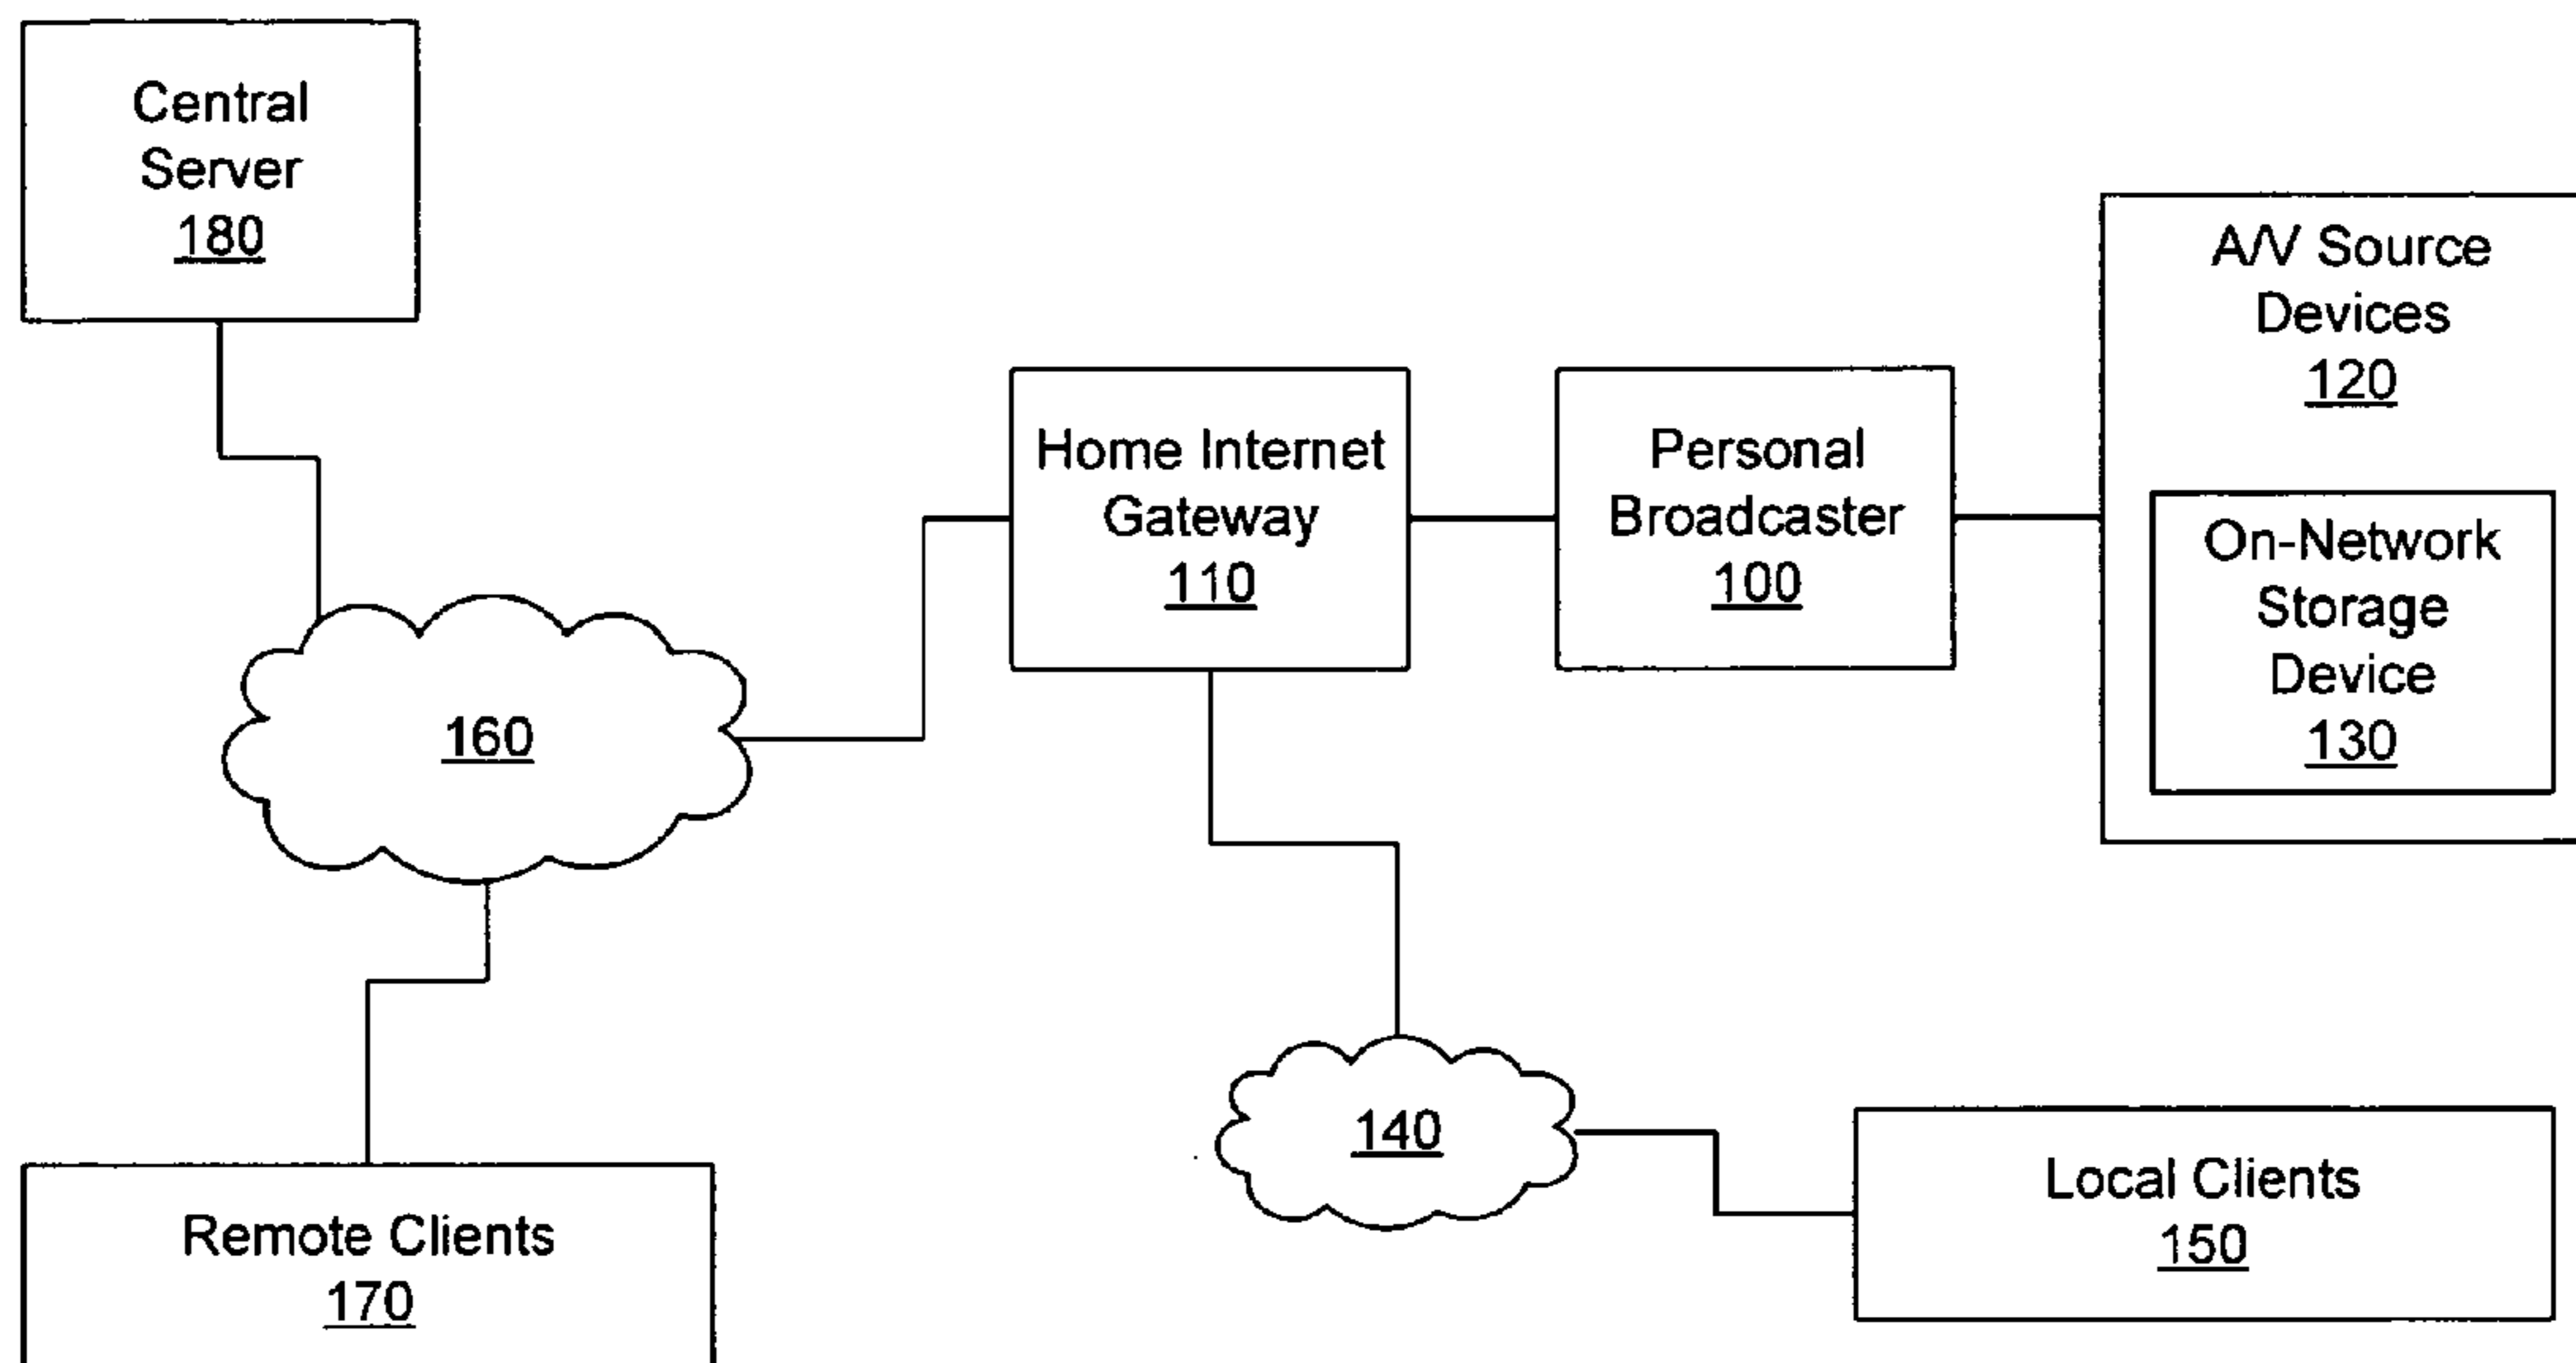 Central
Server
180
A/V Source
Devices
120
Home Internet
Gateway
110
Personal
Broadcaster
100
On-Network
Storage
Device
130
160
140
Local Clients
150
Remote Clients
170